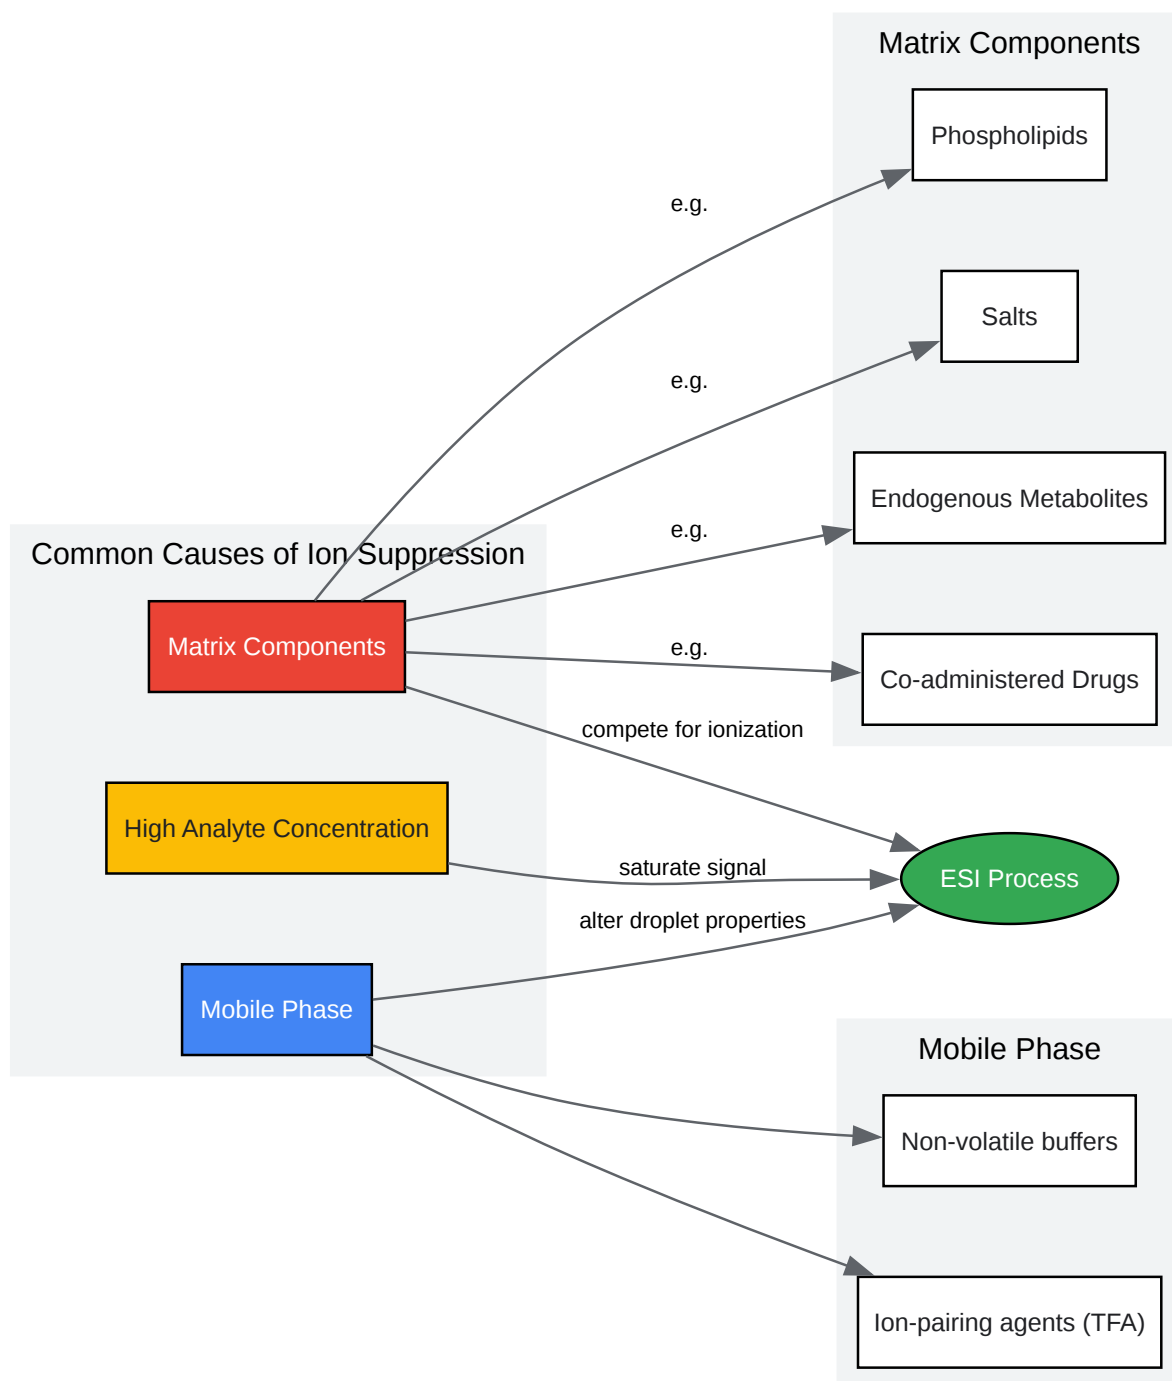 Matrix Components
Phospholipids
e.g.
Salts
e.g.
Endogenous Metabolites
e.g.
Common Causes of Ion Suppression
Matrix Components
e.g.
Co-administered Drugs
compete for ionization
High Analyte Concentration
saturate signal
ESI Process
alter droplet properties
Mobile Phase
Mobile Phase
Non-volatile buffers
Ion-pairing agents (TFA)